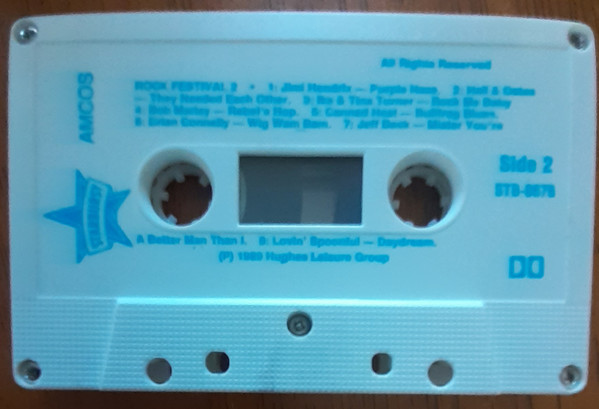 All Rights Reserved
AMCOS
ROCK FESTIVAL 2 • 1: Jimi Hendrix — Purple Haze. 2: Hall & Oates
— They Needed Each Other. 3: Ike & Tina Turner — Rock Me Baby
4: Bob Marley — Rebel's Hop. 5: Canned Heat — Rolling Blues.
6: Brian Connolly — Wig Wam Bam. 7: Jeff Beck — Mister You're
Side 2
A Better Man Than I. 8: Lovin' Spoonful — Daydream.
(P) 1989 Hughes Leisure Group